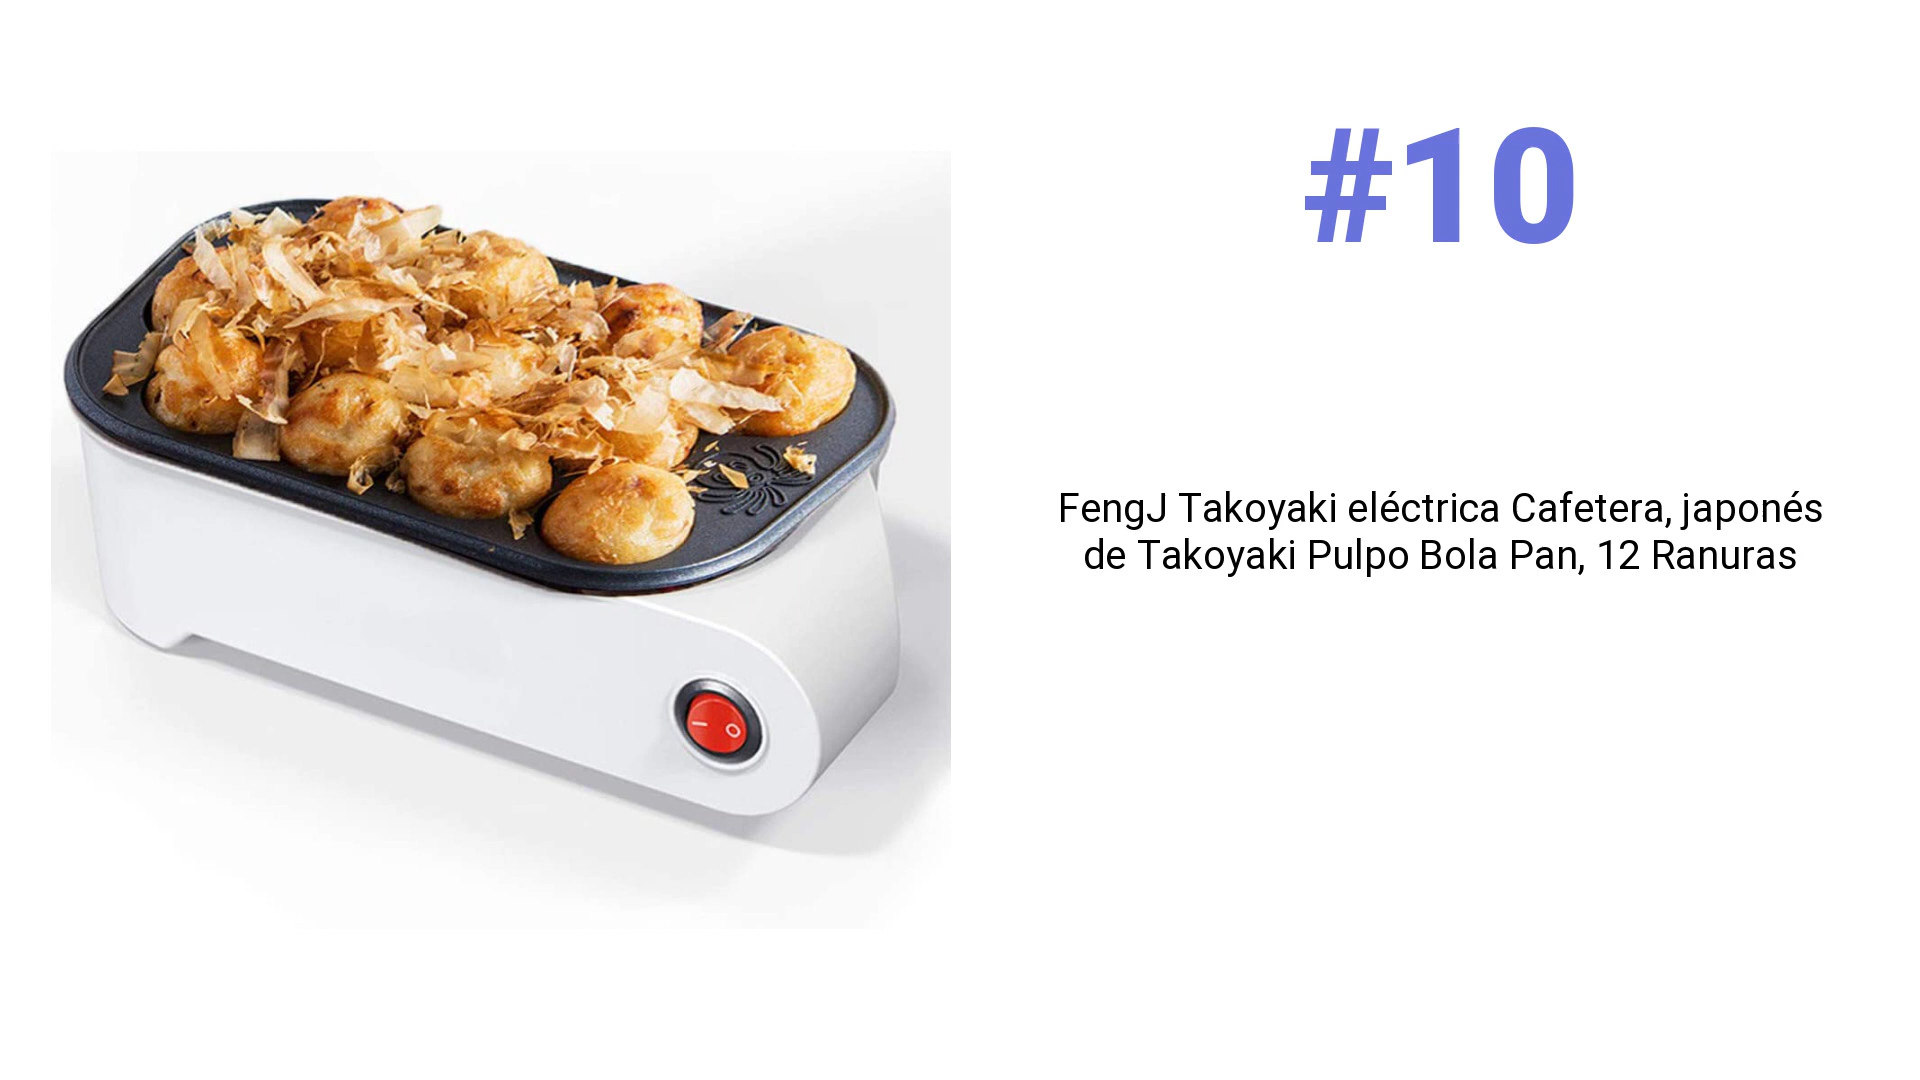 #10
FengJ Takoyaki eléctrica Cafetera, japonés
de Takoyaki Pulpo Bola Pan, 12 Ranuras